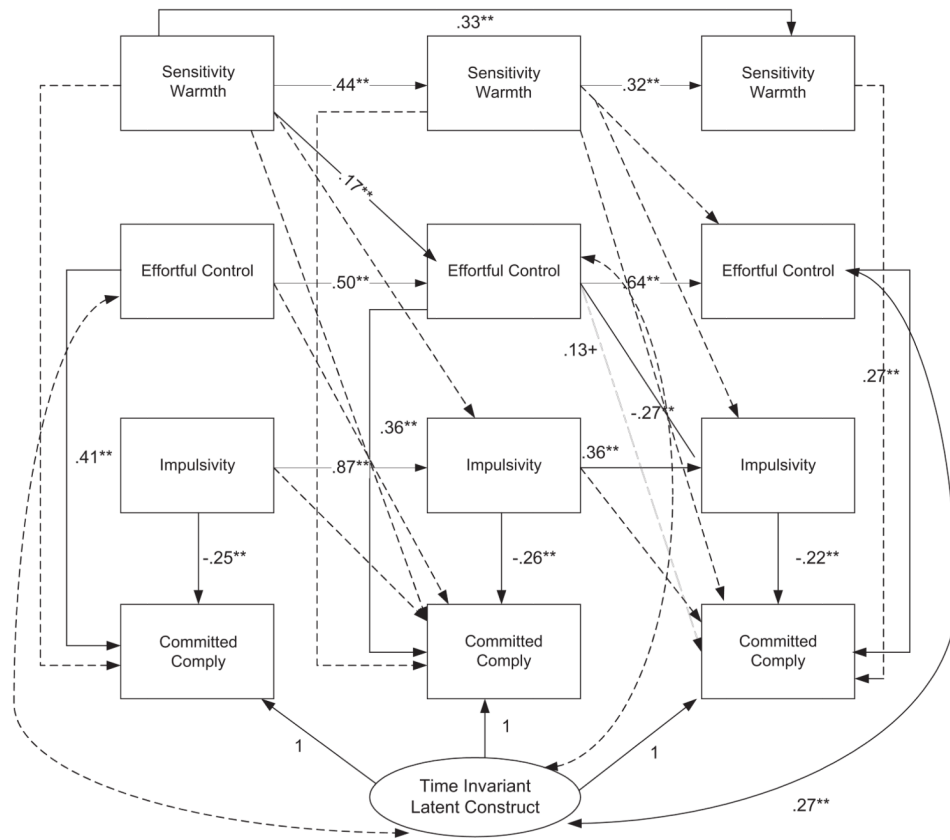 .33**
Sensitivity
Warmth
.44**
Sensitivity
Warmth
.32**
Sensitivity
Warmth
.17**
Effortful Control
.50**
Effortful Control
.64**
Effortful Control
.13+
.27**
-.27**
.41**
Impulsivity
.87**
.36**
Impulsivity
.36**
Impulsivity
-.25**
-.26**
-.22**
Committed
Comply
Committed
Comply
Committed
Comply
1
1
1
Time Invariant
Latent Construct
.27**